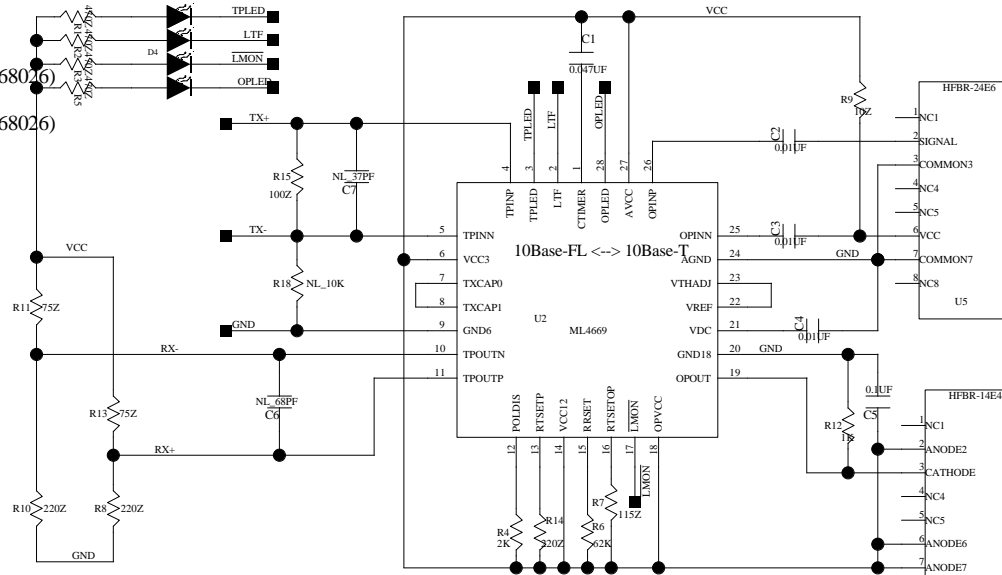 TPLED
LTF
LMON
OPLED
R1
R2
R3
R5
D4
68026)
68026)
TX+
TX-
GND
VCC
R11
75Z
R15
100Z
NL_37PF
C7
R18
NL_10K
RX-
R13
75Z
NL_68PF
C6
RX+
R10
220Z
R8
220Z
GND
VCC
C1
0.047UF
TPLED
LTF
OPLED
4
3
2
1
28
27
26
TPINP
TPLED
LTF
CTIMER
OPLED
AVCC
OPINP
10Base-FL <--> 10Base-T
U2
ML4669
5 TPINN
6 VCC3
7 TXCAP0
8 TXCAP1
9 GND6
10 TPOUTN
11 TPOUTP
OPINN 25
AGND 24
VTHADJ 23
VREF 22
VDC 21
GND18 20
OPOUT 19
POLDIS
RTSETP
VCC12
RRSET
RTSETOP
LMON
OPVCC
12
13
14
15
16
17
18
LMON
R4
2K
R14
R6
62K
R7
115Z
R9
C2
0.01UF
C3
0.01UF
GND
C4
0.01UF
GND
0.1UF
C5
R12
1K
HFBR-24E6
1 NC1
2 SIGNAL
3 COMMON3
4 NC4
5 NC5
6 VCC
7 COMMON7
8 NC8
U5
HFBR-14E4
1 NC1
2 ANODE2
3 CATHODE
4 NC4
5 NC5
6 ANODE6
7 ANODE7